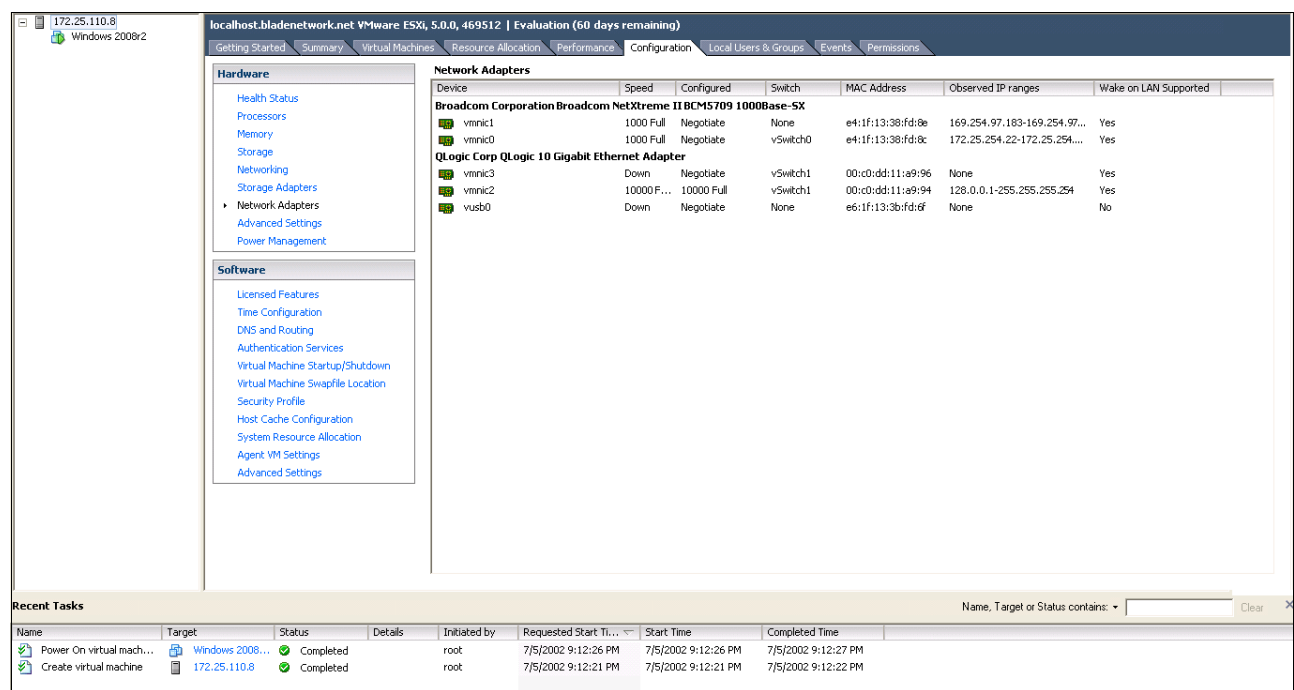 172.25.110.8
Windows 2008r2
localhost.bladenetwork.net VMware ESXi, 5.0.0, 469512 | Evaluation (60 days remaining)
Getting Started Summary Virtual Machines Resource Allocation Performance Configuration Local Users & Groups Events Permissions
Hardware
Health Status
Processors
Memory
Storage
Networking
Storage Adapters
Network Adapters
Advanced Settings
Power Management
Software
Licensed Features
Time Configuration
DNS and Routing
Authentication Services
Virtual Machine Startup/Shutdown
Virtual Machine Swapfile Location
Security Profile
Host Cache Configuration
System Resource Allocation
Agent VM Settings
Advanced Settings
Network Adapters
Device Speed Configured Switch MAC Address Observed IP ranges Wake on LAN Supported
Broadcom Corporation Broadcom NetXtreme II BCM5709 1000Base-SX
vmnic1 1000 Full Negotiate None e4:1f:13:38:fd:8e 169.254.97.183-169.254.97... Yes
vmnic0 1000 Full Negotiate vSwitch0 e4:1f:13:38:fd:8c 172.25.254.22-172.25.254.... Yes
QLogic Corp QLogic 10 Gigabit Ethernet Adapter
vmnic3 Down Negotiate vSwitch1 00:c0:dd:11:a9:96 None Yes
vmnic2 10000 F... 10000 Full vSwitch1 00:c0:dd:11:a9:94 128.0.0.1-255.255.255.254 Yes
vusb0 Down Negotiate None e6:1f:13:3b:fd:6f None No
Recent Tasks
Name, Target or Status contains: Clear
Name Target Status Details Initiated by Requested Start Ti... Start Time Completed Time
Power On virtual mach... Windows 2008... Completed root 7/5/2002 9:12:26 PM 7/5/2002 9:12:26 PM 7/5/2002 9:12:27 PM
Create virtual machine 172.25.110.8 Completed root 7/5/2002 9:12:21 PM 7/5/2002 9:12:21 PM 7/5/2002 9:12:22 PM